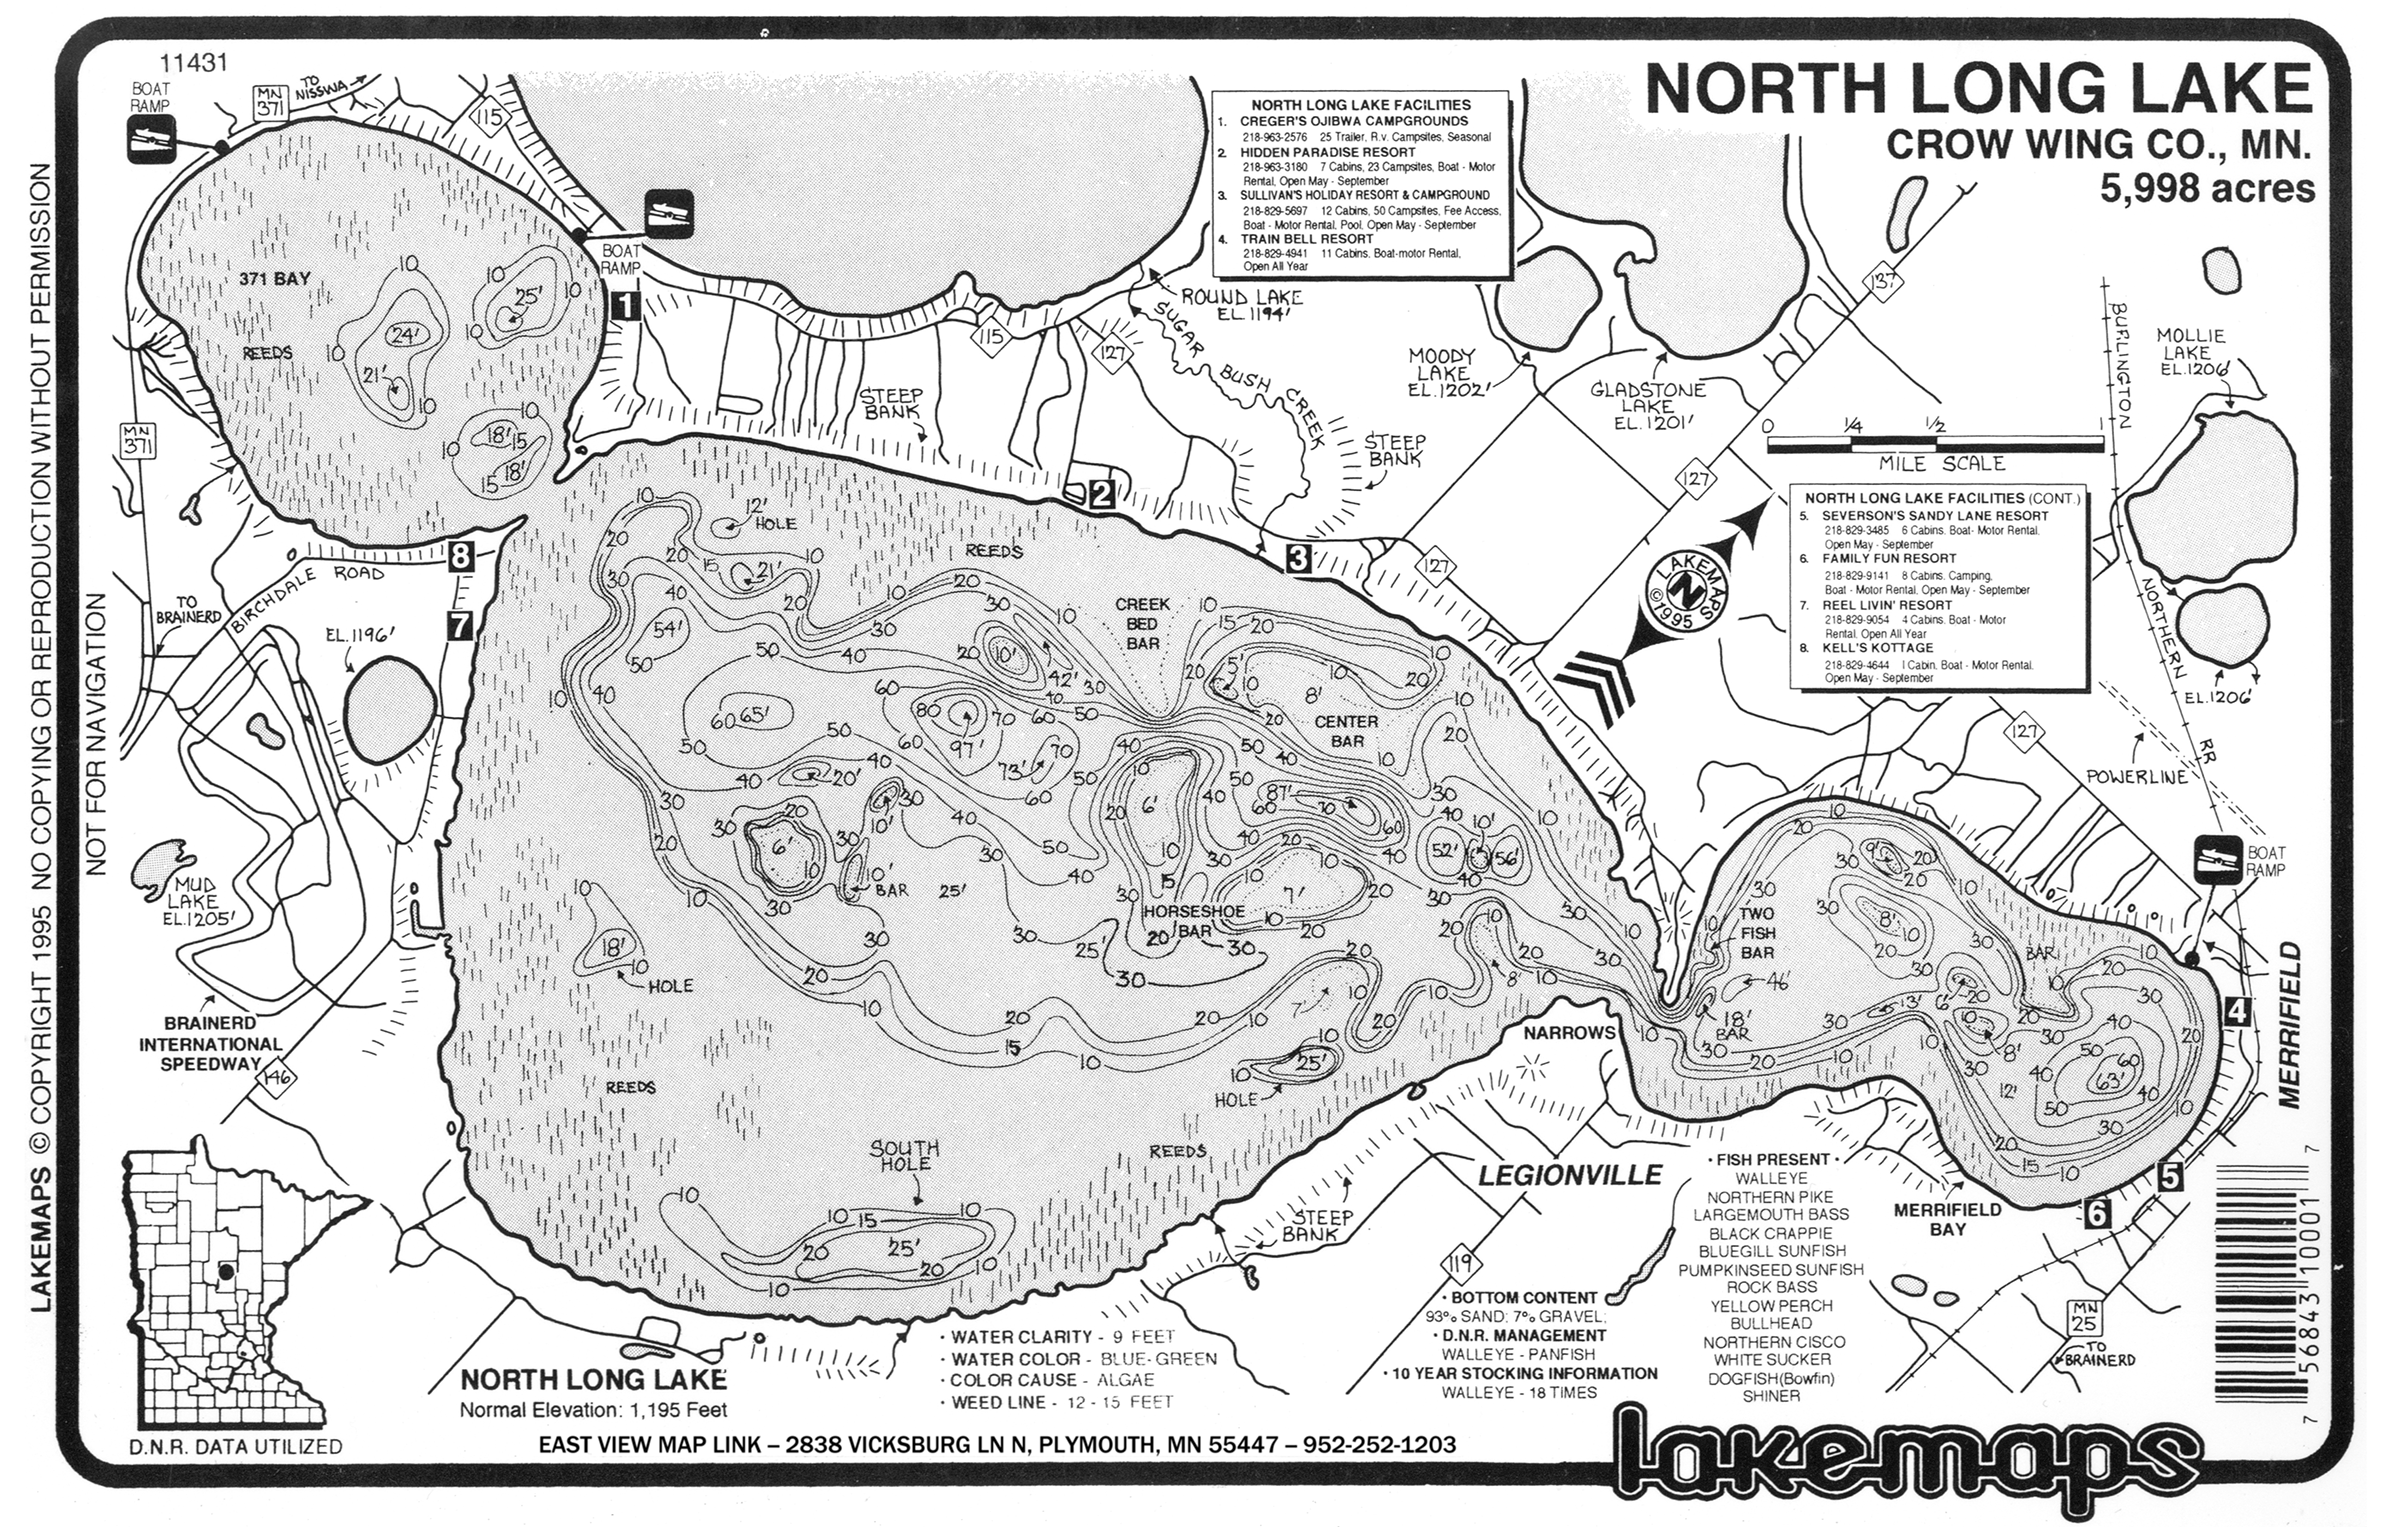 11431
NORTH LONG LAKE
CROW WING CO., MN.
5,998 acres
NORTH LONG LAKE FACILITIES
1. CREGER'S OJIBWA CAMPGROUNDS
218-963-2576 25 Trailer, R.v. Campsites, Seasonal
2. HIDDEN PARADISE RESORT
218-963-3180 7 Cabins, 23 Campsites, Boat - Motor
Rental, Open May - September
3. SULLIVAN'S HOLIDAY RESORT & CAMPGROUND
218-829-5697 12 Cabins, 50 Campsites, Fee Access,
Boat - Motor Rental, Pool, Open May - September
4. TRAIN BELL RESORT
218-829-4941 11 Cabins. Boat-motor Rental,
Open All Year
NORTH LONG LAKE FACILITIES (CONT.)
5. SEVERSON'S SANDY LANE RESORT
218-829-3485 6 Cabins. Boat- Motor Rental.
Open May - September
6. FAMILY FUN RESORT
218-829-9141 8 Cabins. Camping,
Boat - Motor Rental, Open May - September
7. REEL LIVIN' RESORT
218-829-9054 4 Cabins. Boat - Motor
Rental. Open All Year
8. KELL'S KOTTAGE
218-829-4644 1 Cabin. Boat - Motor Rental.
Open May - September
BOAT
RAMP
MN
371
TO
NISSWA
115
BOAT
RAMP
1
371 BAY
REEDS
24'
21'
25'
18'
15
18'
15
MN
371
ROUND LAKE
EL.1194'
SUGAR BUSH CREEK
115
127
STEEP
BANK
STEEP
BANK
MOODY
LAKE
EL.1202'
GLADSTONE
LAKE
EL.1201'
137
BURLINGTON
NORTHERN
RR
MOLLIE
LAKE
EL.1206'
0 1/4 1/2 1
MILE SCALE
127
127
LAKEMAPS
N
©1995
EL.1206'
127
POWERLINE
2
3
8
7
BIRCHDALE ROAD
TO
BRAINERD
EL.1196'
MUD
LAKE
EL.1205'
BRAINERD
INTERNATIONAL
SPEEDWAY
146
12'
HOLE
REEDS
21'
54'
65'
97'
73'
42'
10'
CREEK
BED
BAR
5'
8'
CENTER
BAR
20'
10'
6'
10'
BAR
25'
6'
87'
52'
10'
56'
7'
HORSESHOE
BAR
25'
18'
HOLE
7'
8'
25'
HOLE
REEDS
REEDS
SOUTH
HOLE
25'
NARROWS
TWO
FISH
BAR
46'
18'
BAR
9'
8'
BAR
13'
6'
8'
12'
63'
BOAT
RAMP
4
MERRIFIELD
5
6
MERRIFIELD
BAY
LEGIONVILLE
STEEP
BANK
119
MN
25
TO
BRAINERD
• FISH PRESENT •
WALLEYE
NORTHERN PIKE
LARGEMOUTH BASS
BLACK CRAPPIE
BLUEGILL SUNFISH
PUMPKINSEED SUNFISH
ROCK BASS
YELLOW PERCH
BULLHEAD
NORTHERN CISCO
WHITE SUCKER
DOGFISH(Bowfin)
SHINER
• BOTTOM CONTENT
93% SAND; 7% GRAVEL;
• D.N.R. MANAGEMENT
WALLEYE - PANFISH
• 10 YEAR STOCKING INFORMATION
WALLEYE - 18 TIMES
• WATER CLARITY - 9 FEET
• WATER COLOR - BLUE-GREEN
• COLOR CAUSE - ALGAE
• WEED LINE - 12 - 15 FEET
NORTH LONG LAKE
Normal Elevation: 1,195 Feet
D.N.R. DATA UTILIZED
EAST VIEW MAP LINK – 2838 VICKSBURG LN N, PLYMOUTH, MN 55447 – 952-252-1203
lakemaps
7 56843 10001 7
LAKEMAPS © COPYRIGHT 1995 NO COPYING OR REPRODUCTION WITHOUT PERMISSION
NOT FOR NAVIGATION